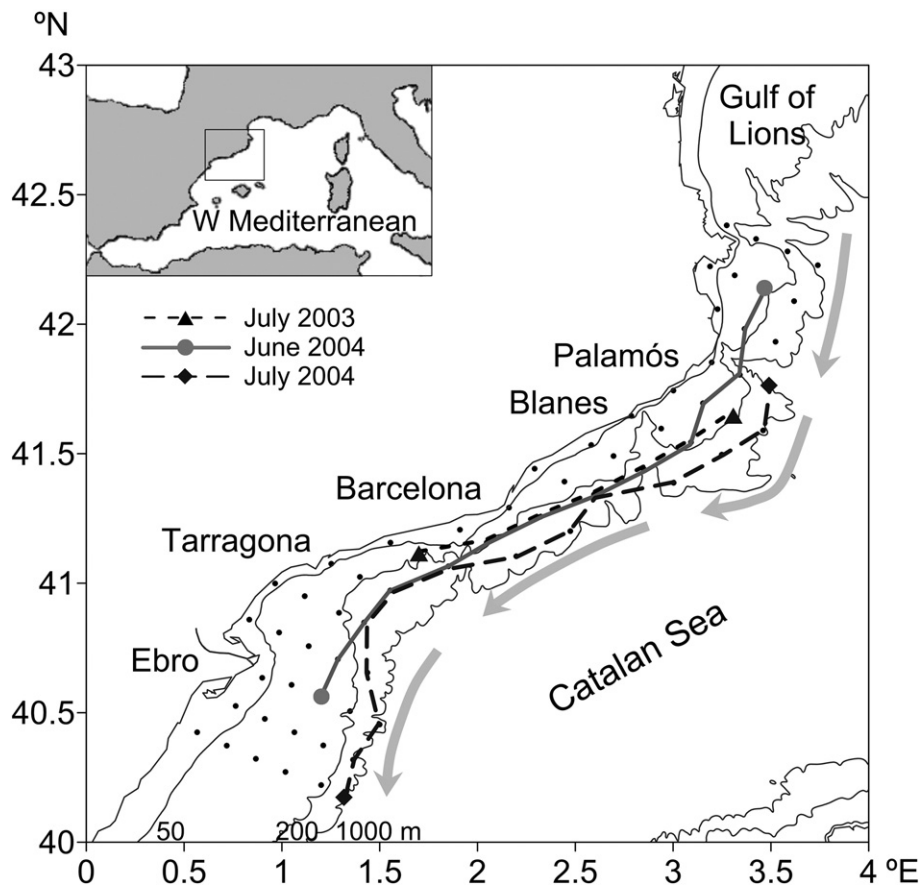 ºN
43
42.5
42
41.5
41
40.5
40
Gulf of
Lions
W Mediterranean
July 2003
June 2004
July 2004
Palamós
Blanes
Barcelona
Tarragona
Ebro
Catalan Sea
50 200 1000 m
0 0.5 1 1.5 2 2.5 3 3.5 4 ºE